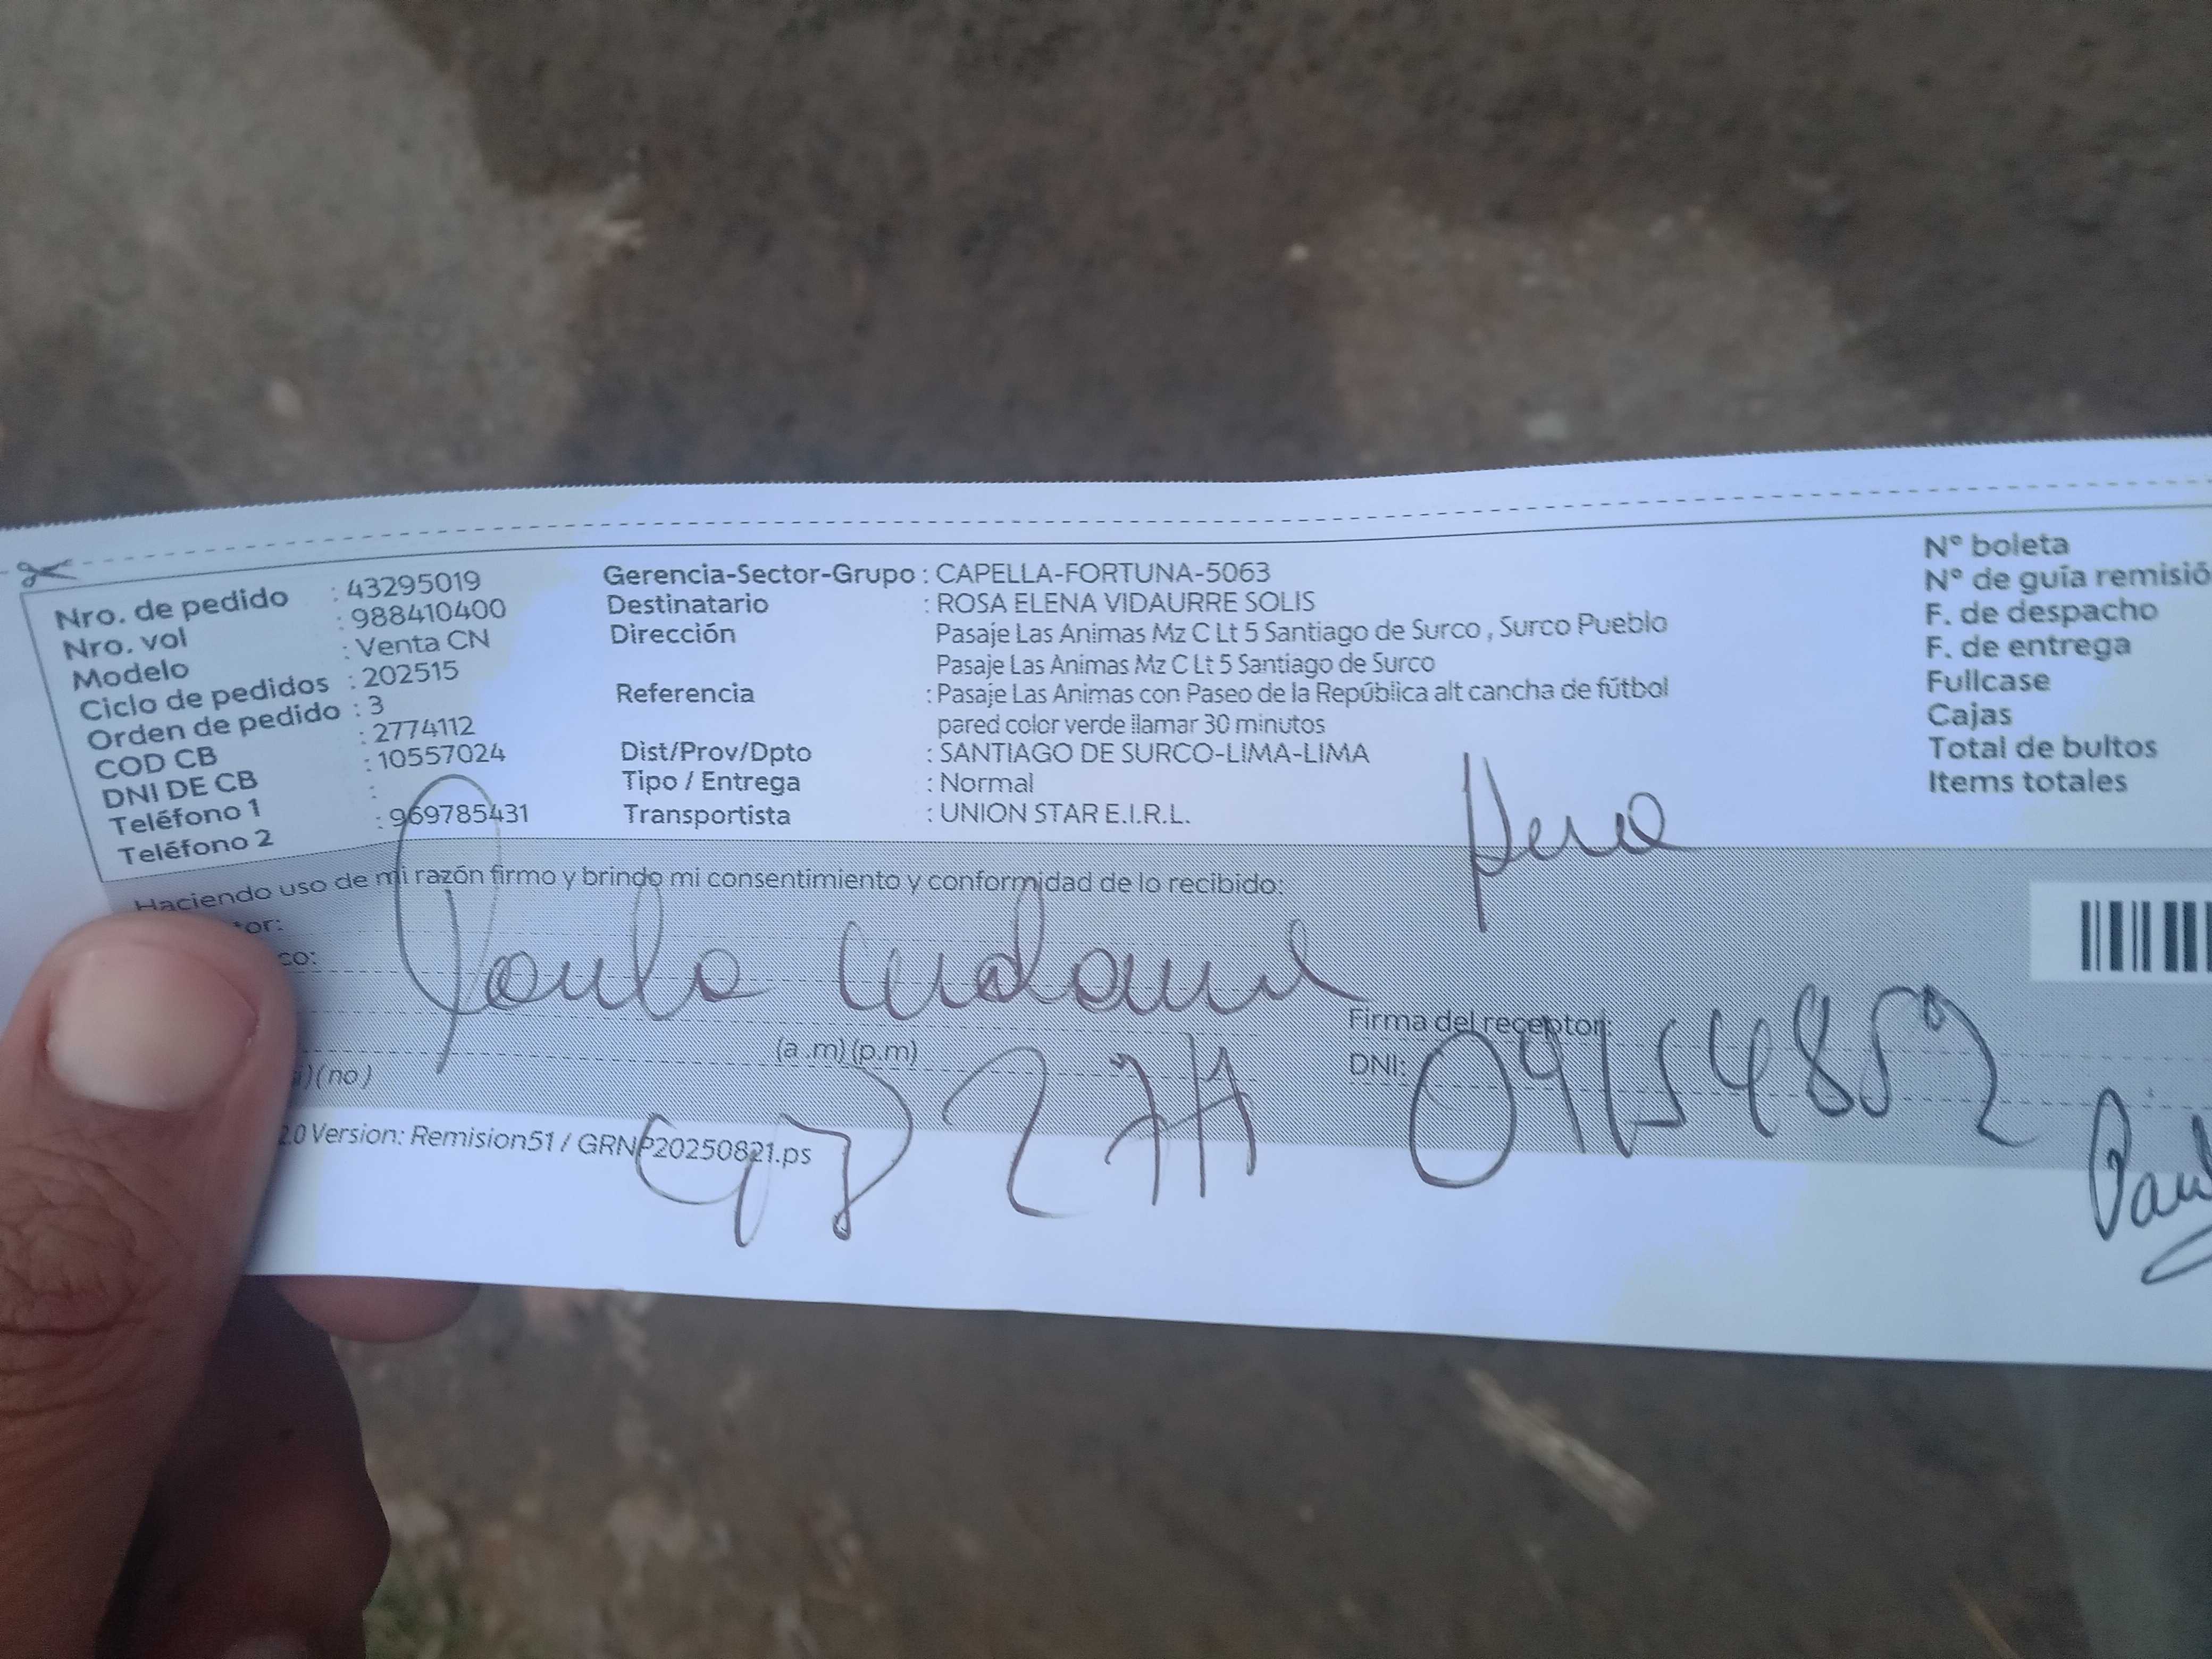 Nro. de pedido : 43295019
Nro. vol : 988410400
Modelo : Venta CN
Ciclo de pedidos : 202515
Orden de pedido : 3
COD CB : 2774112
DNI DE CB : 10557024
Teléfono 1 :
Teléfono 2 : 969785431
Gerencia-Sector-Grupo : CAPELLA-FORTUNA-5063
Destinatario : ROSA ELENA VIDAURRE SOLIS
Dirección : Pasaje Las Animas Mz C Lt 5 Santiago de Surco , Surco Pueblo
Pasaje Las Animas Mz C Lt 5 Santiago de Surco
Referencia : Pasaje Las Animas con Paseo de la República alt cancha de fútbol
pared color verde llamar 30 minutos
Dist/Prov/Dpto : SANTIAGO DE SURCO-LIMA-LIMA
Tipo / Entrega : Normal
Transportista : UNION STAR E.I.R.L.
Nº boleta
Nº de guía remisió
F. de despacho
F. de entrega
Fullcase
Cajas
Total de bultos
Items totales
Haciendo uso de mi razón firmo y brindo mi consentimiento y conformidad de lo recibido:
tor:
co:
(a.m) (p.m)
Firma del receptor:
DNI:
)(no)
2.0 Version: Remision51 / GRNP20250821.ps